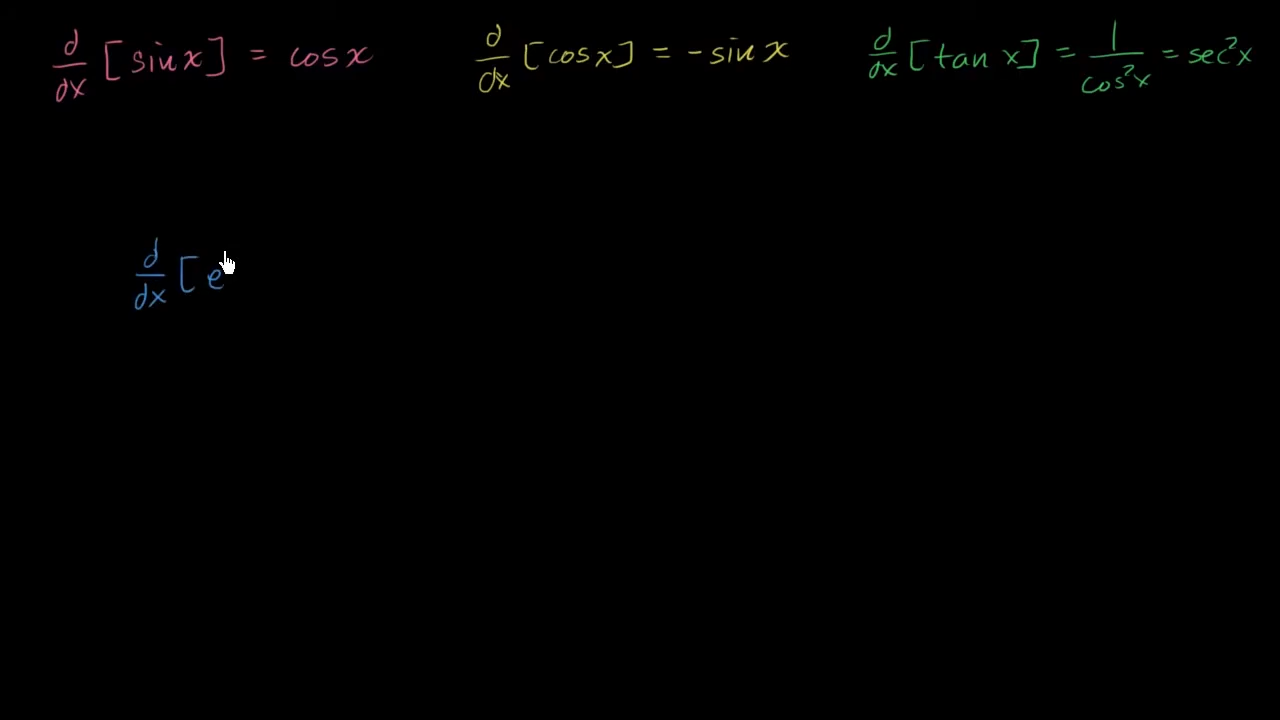 d/dx [sin x] = cos x
d/dx [cos x] = -sin x
d/dx [tan x] = 1/cos²x = sec²x
d/dx [e